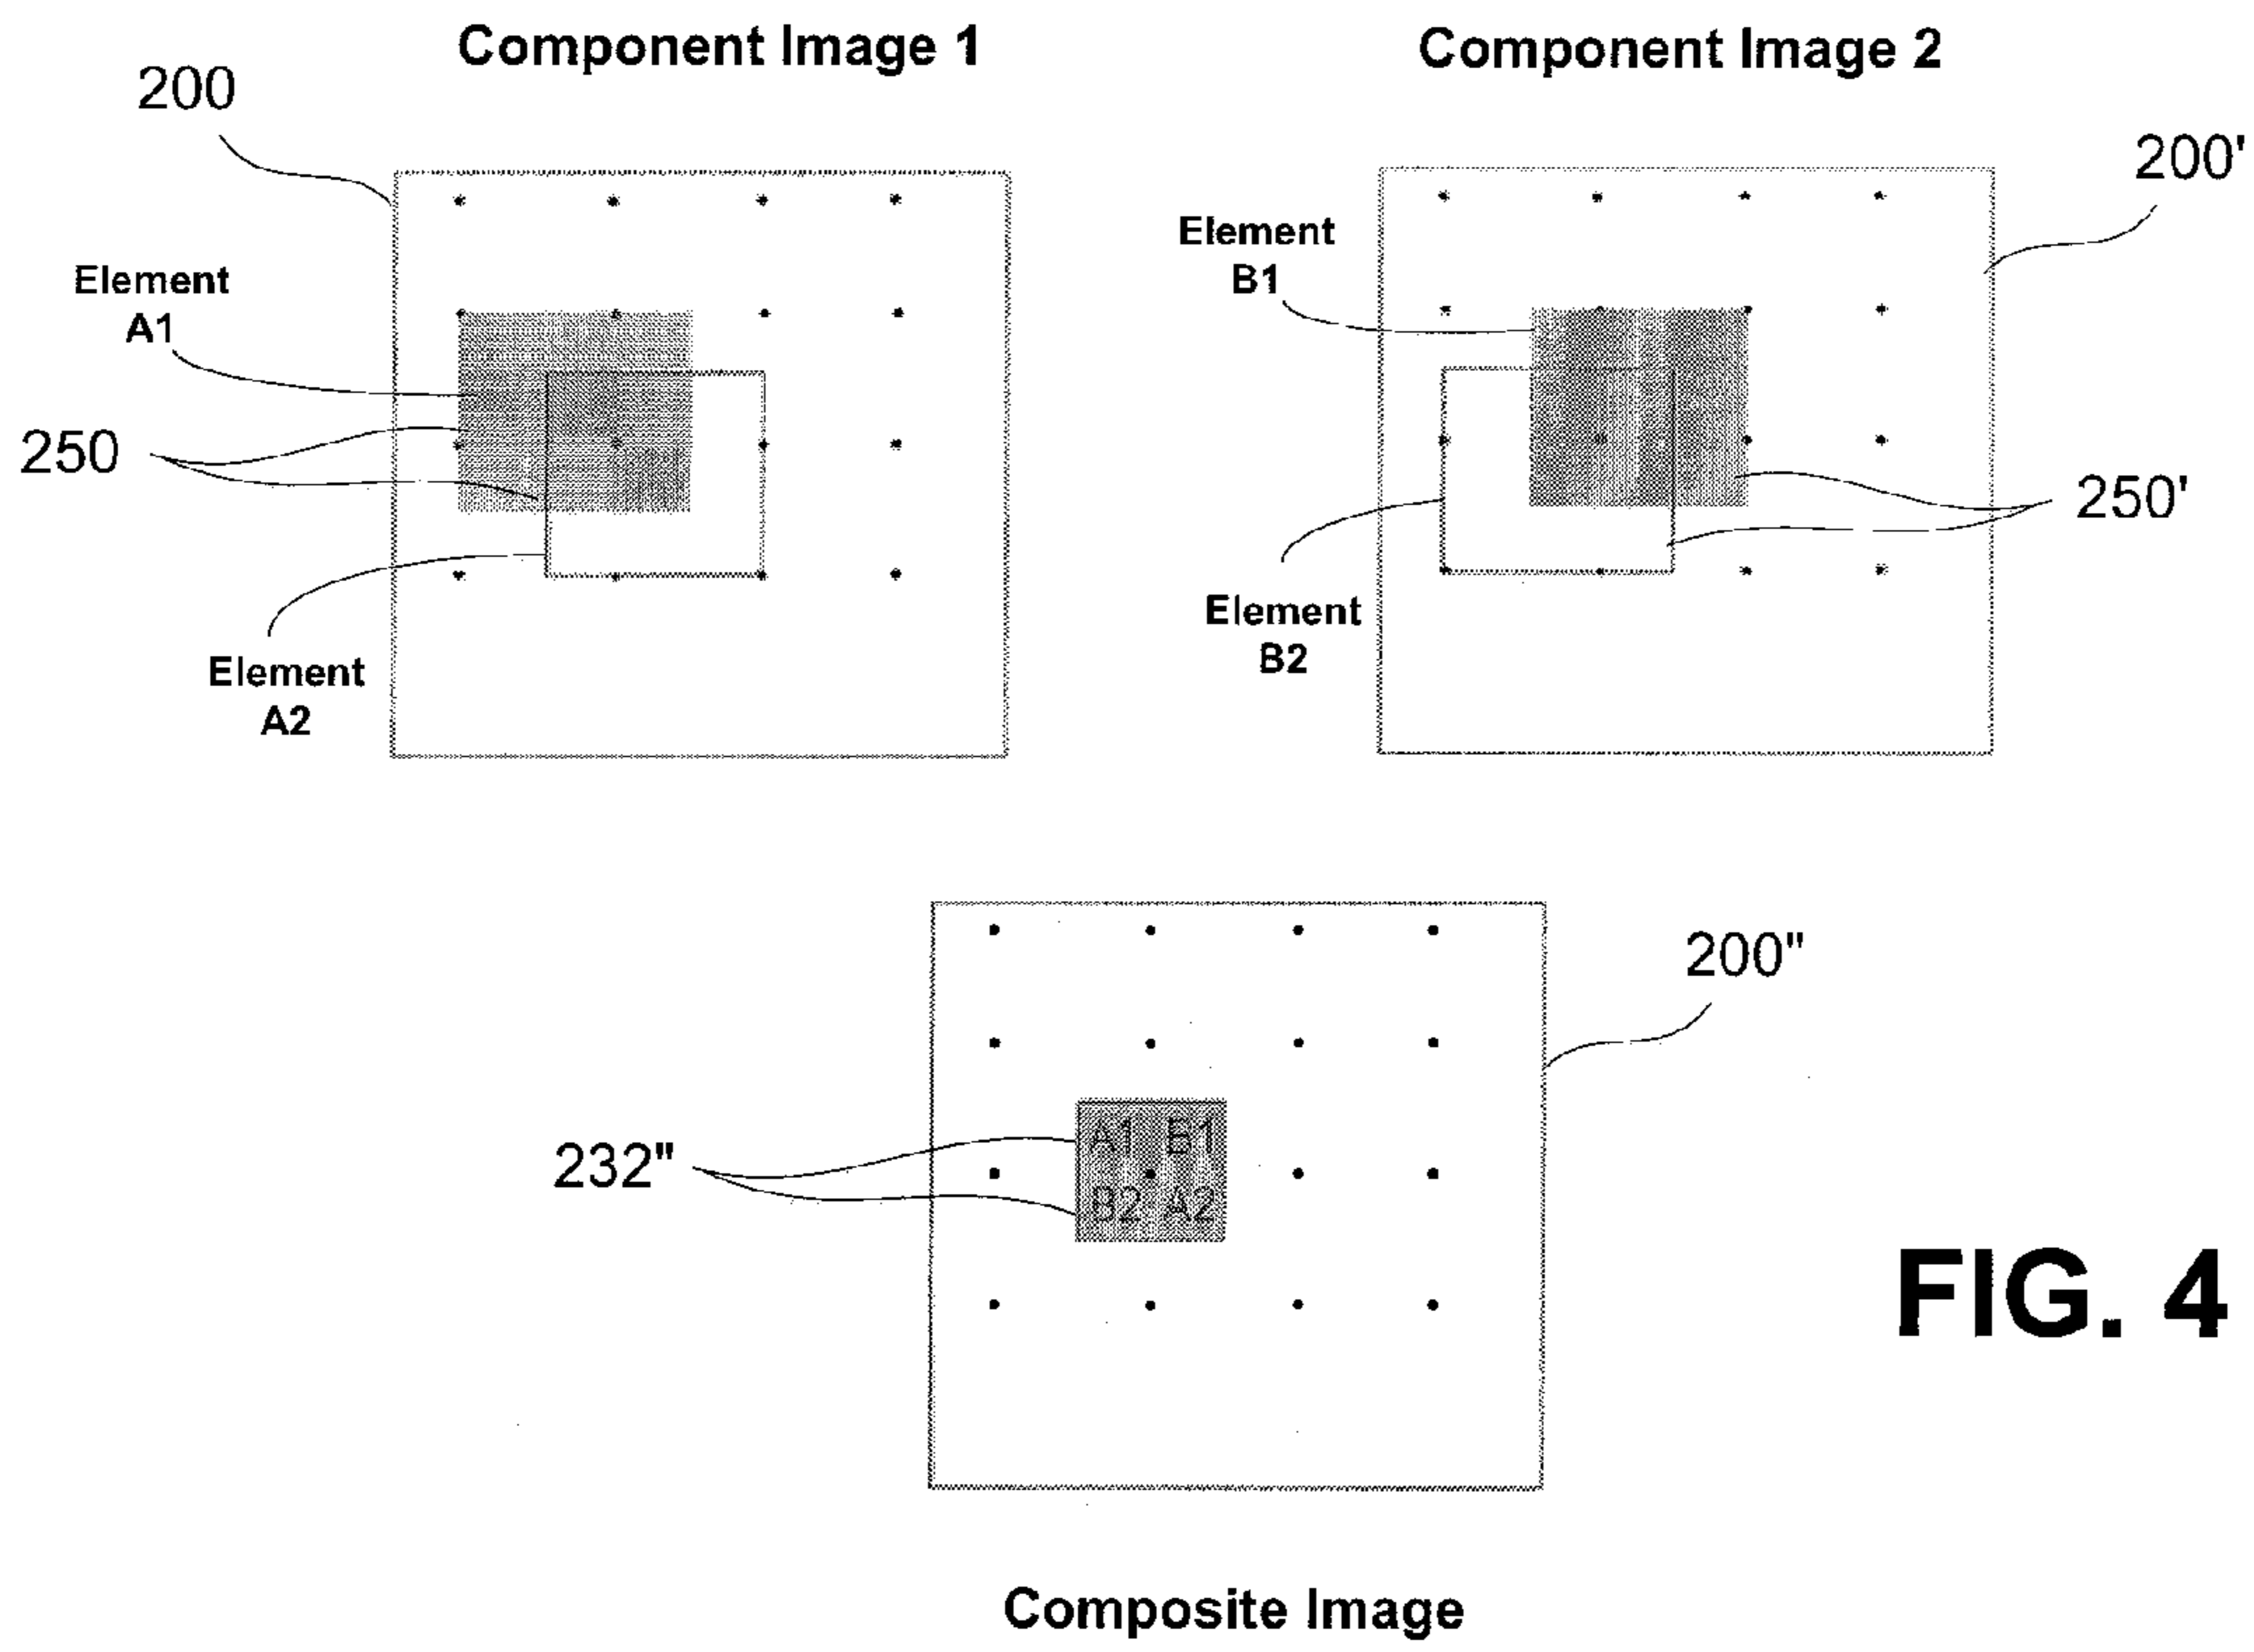 Component Image 1
Component Image 2
200
200'
Element
A1
Element
B1
250
250'
Element
A2
Element
B2
200"
232"
A1 B1
B2 A2
FIG. 4
Composite Image